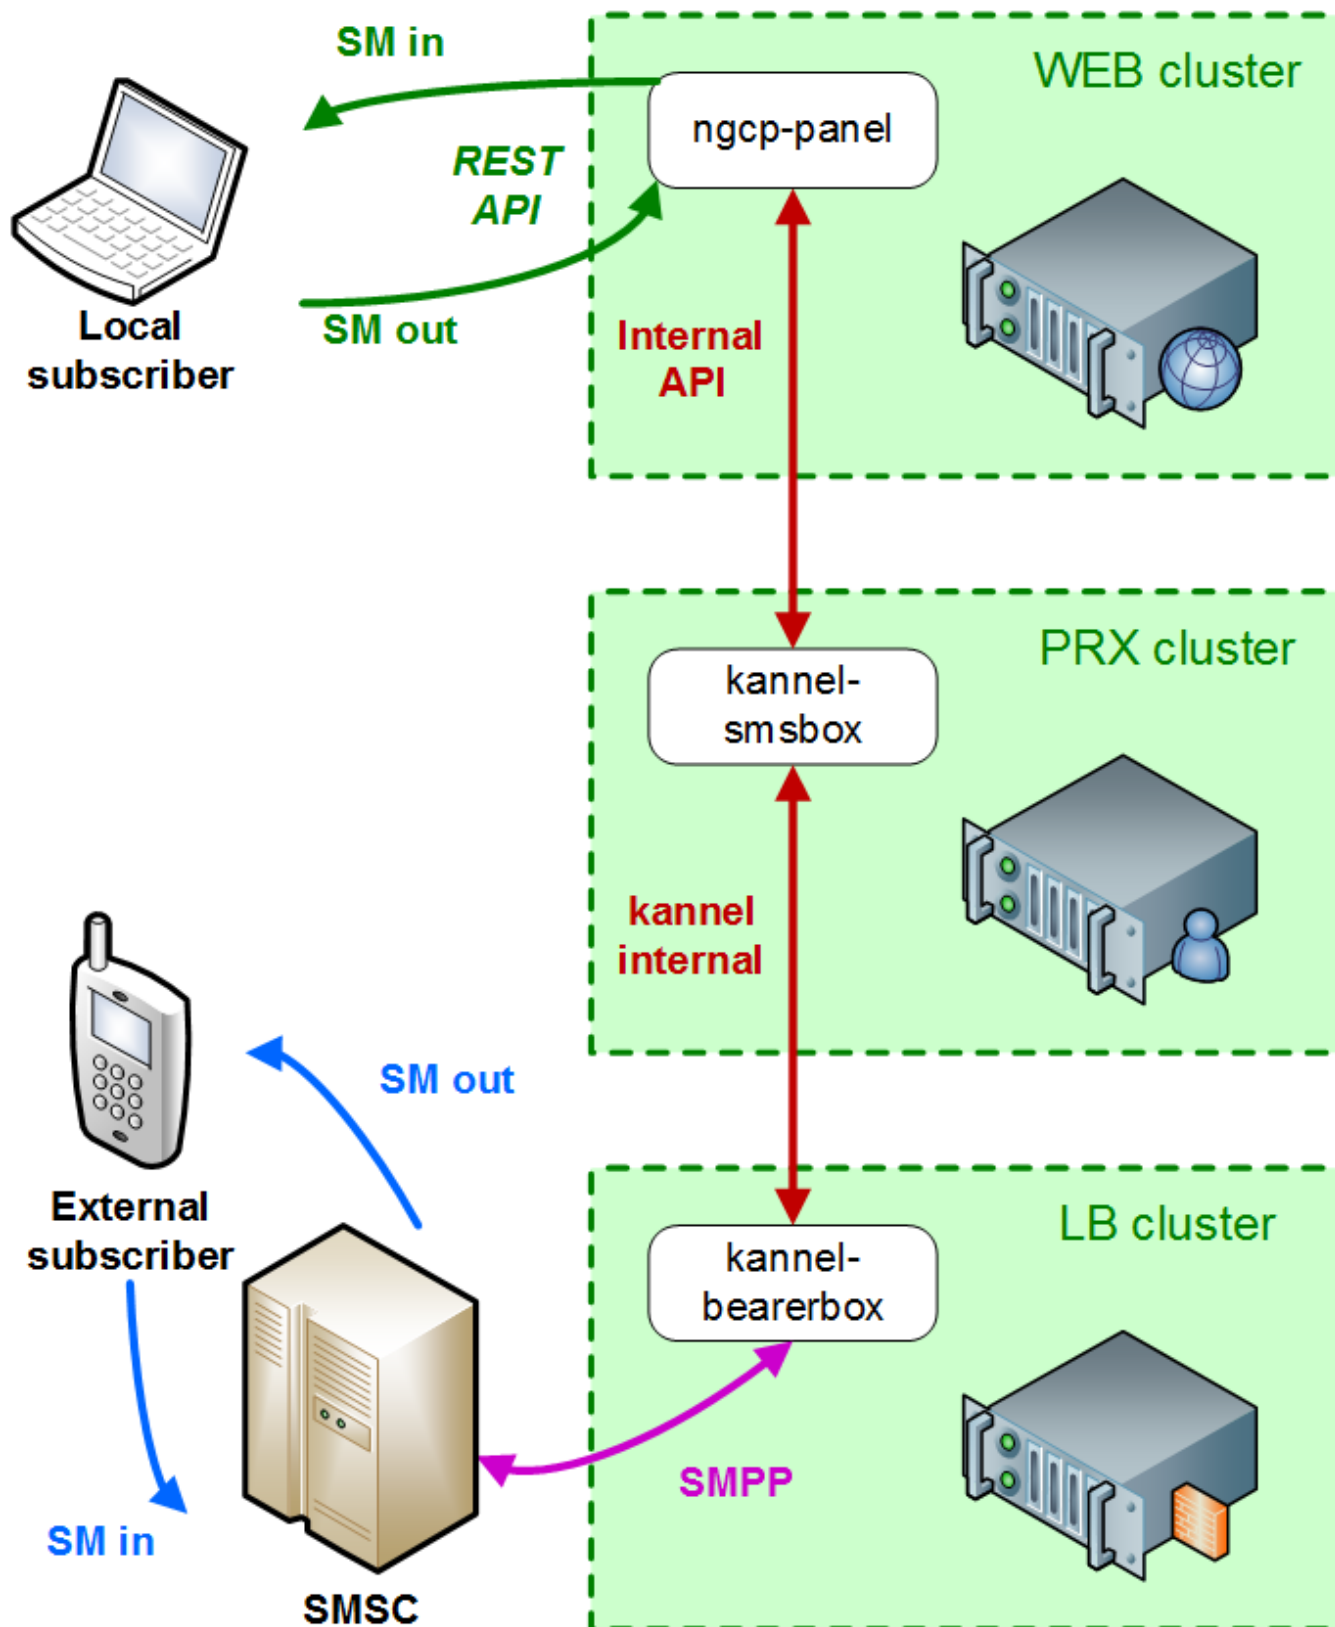 SM in
WEB cluster
ngcp-panel
REST
API
Local
subscriber
SM out
Internal
API
PRX cluster
kannel-
smsbox
kannel
internal
SM out
External
subscriber
LB cluster
kannel-
bearerbox
SMPP
SM in
SMSC